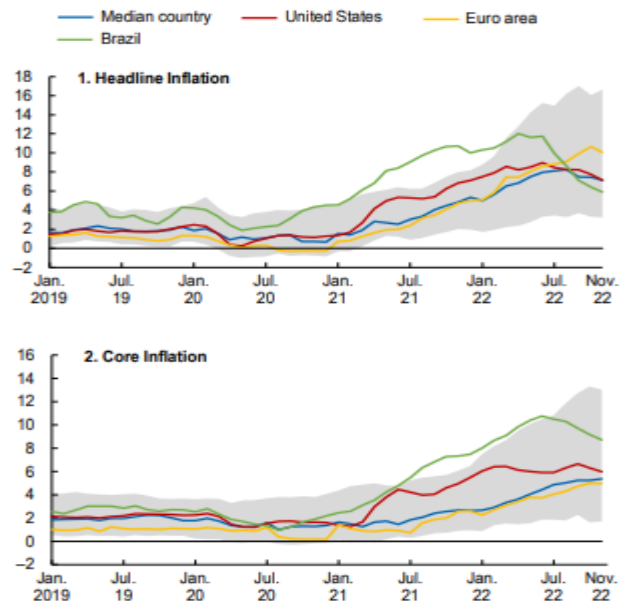 Median country United States Euro area
Brazil
1. Headline Inflation
18
16
14
12
10
8
6
4
2
0
−2
Jan. Jul. Jan. Jul. Jan. Jul. Jan. Jul. Nov.
2019 19 20 20 21 21 22 22 22
2. Core Inflation
16
14
12
10
8
6
4
2
0
−2
Jan. Jul. Jan. Jul. Jan. Jul. Jan. Jul. Nov.
2019 19 20 20 21 21 22 22 22